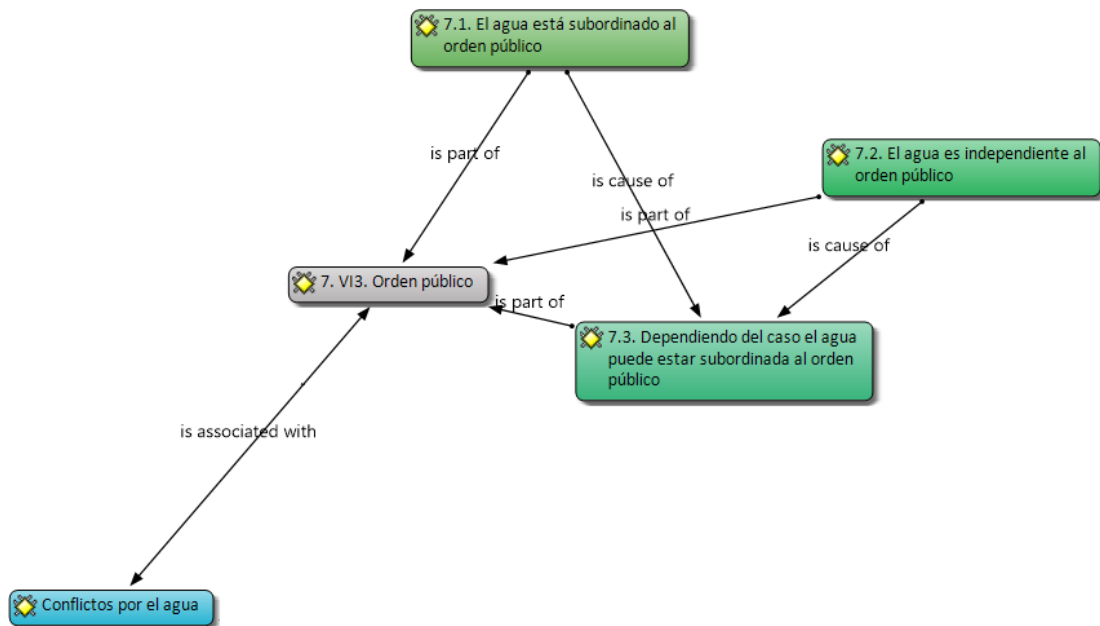 7.1. El agua está subordinado al
orden público
is part of
is cause of
7.2. El agua es independiente al
orden público
is part of
is cause of
7. VI3. Orden público
is part of
7.3. Dependiendo del caso el agua
puede estar subordinada al orden
público
is associated with
Conflictos por el agua